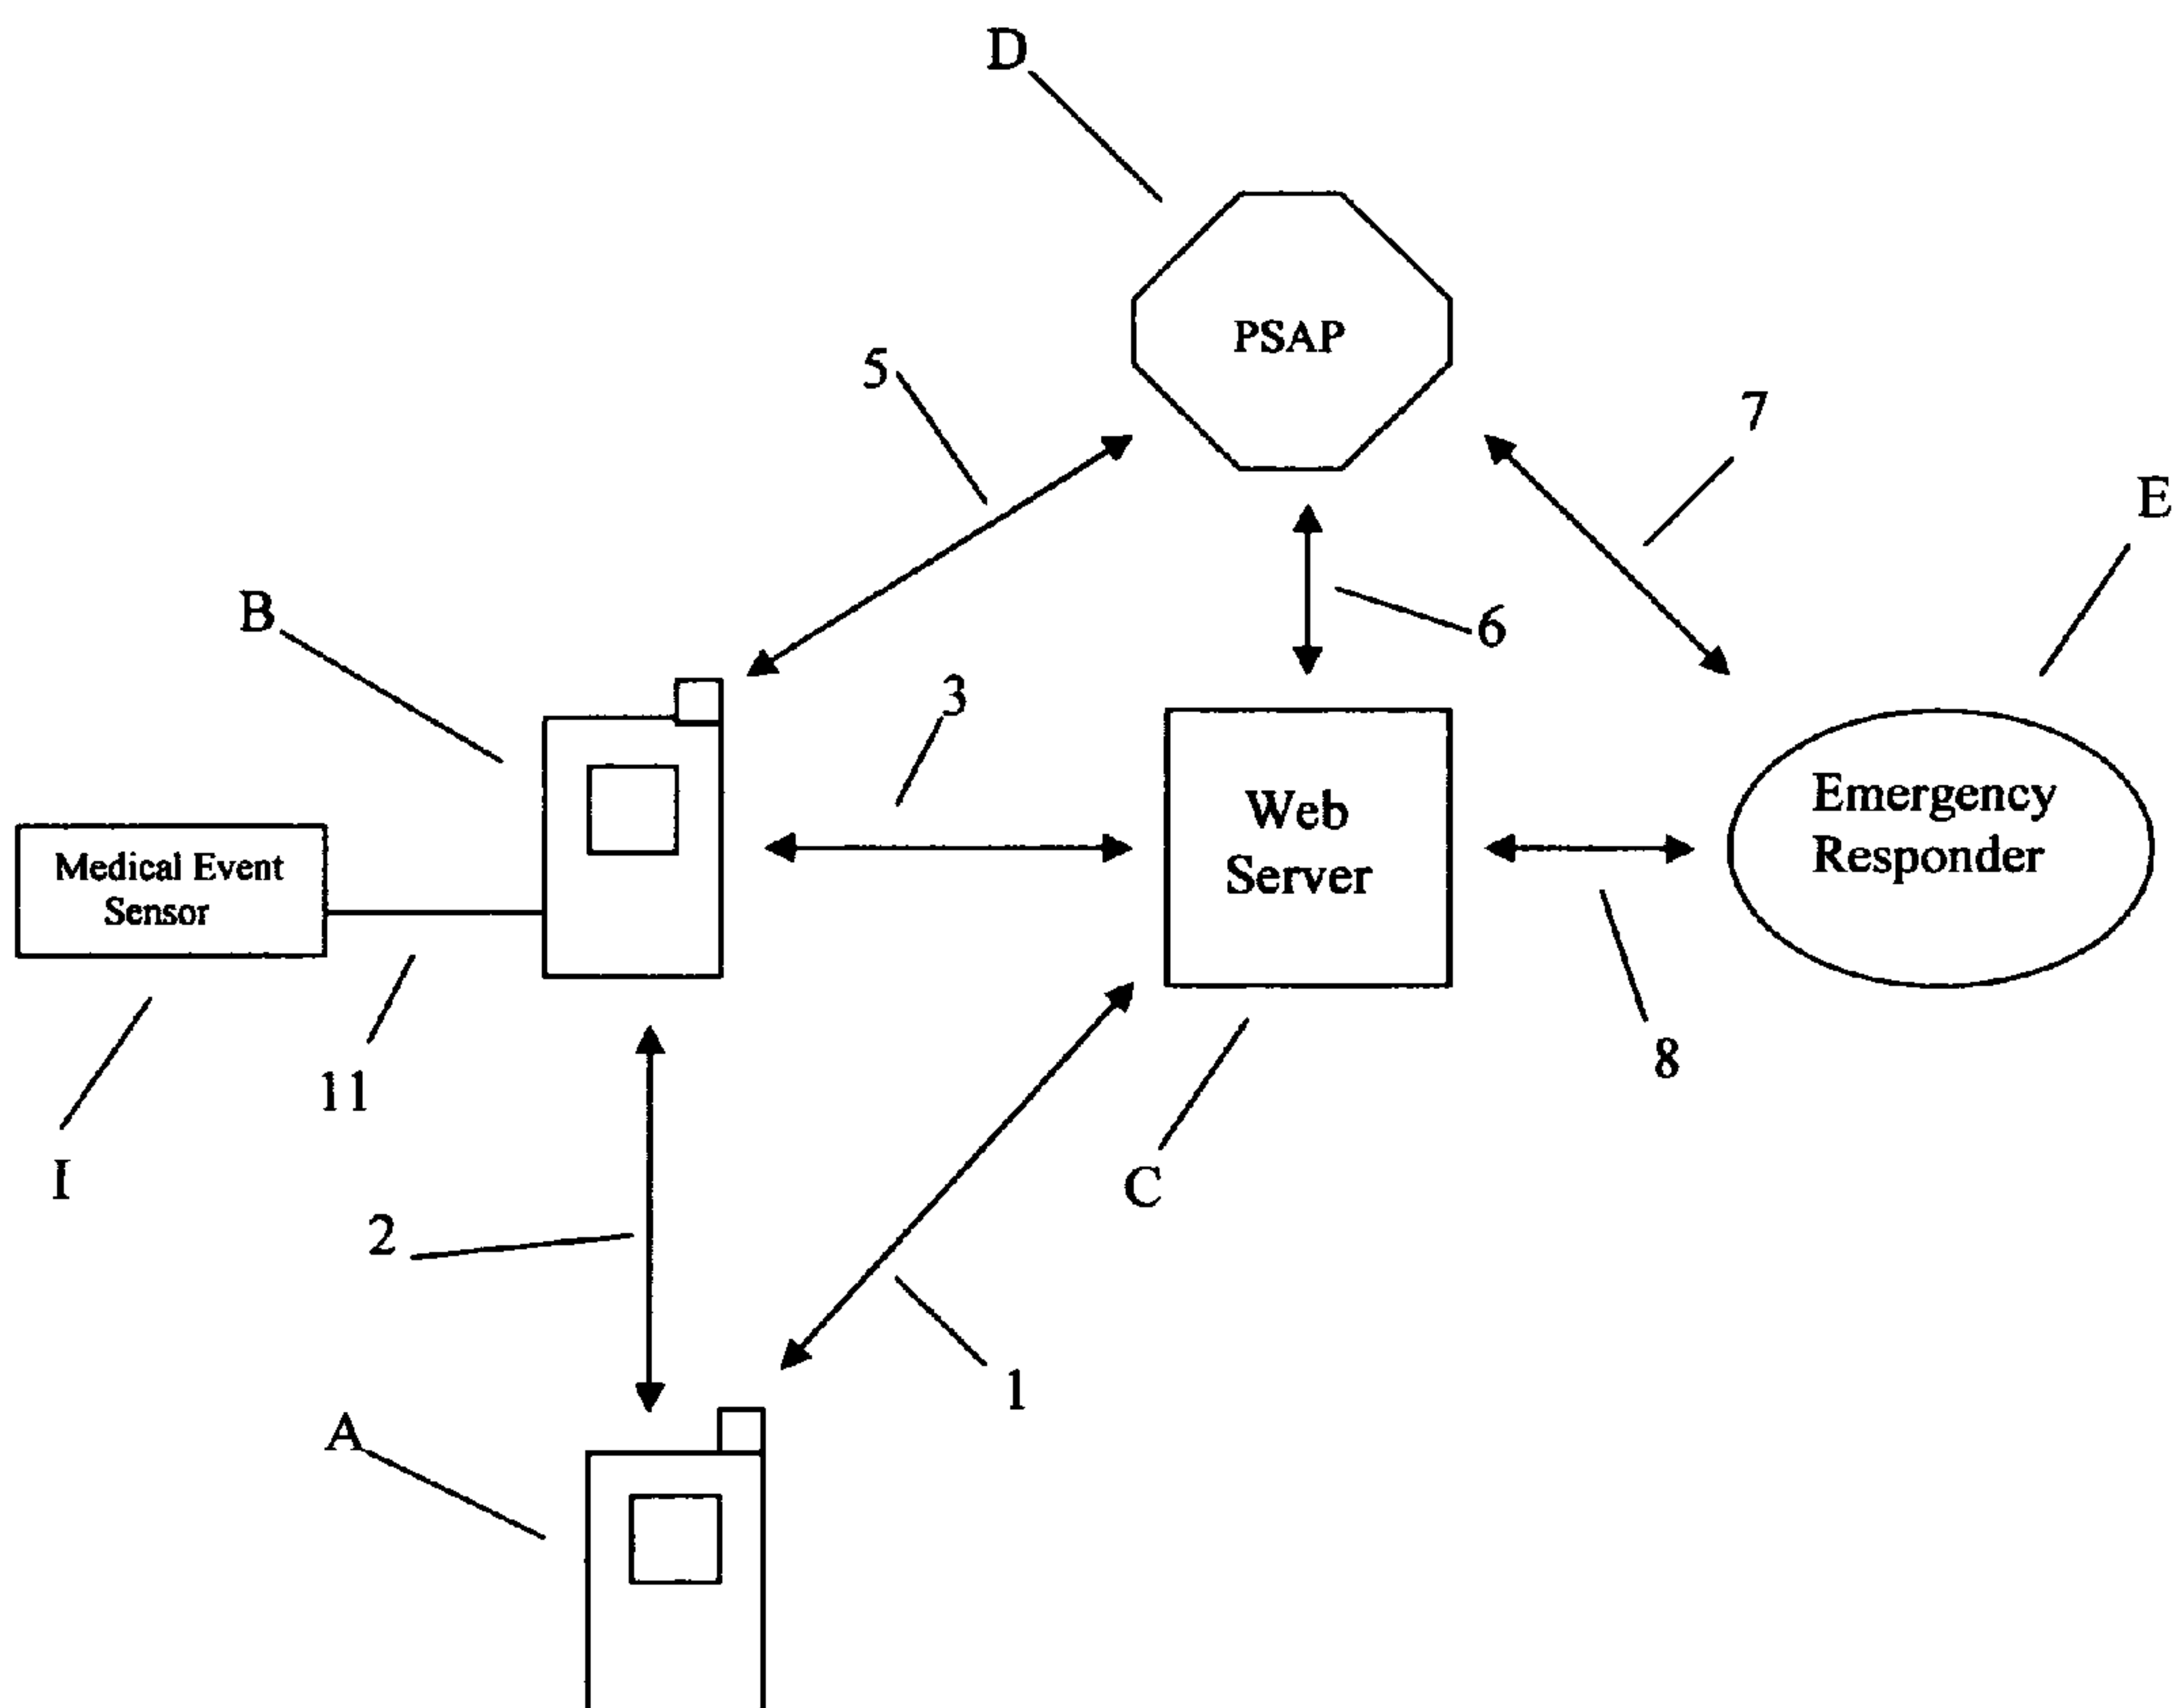 D
PSAP
5
7
E
B
6
3
Web
Server
Emergency
Responder
Medical Event
Sensor
8
11
I
C
2
1
A